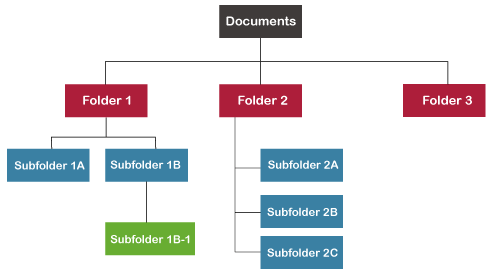 Documents
Folder 1
Folder 2
Folder 3
Subfolder 1A
Subfolder 1B
Subfolder 2A
Subfolder 2B
Subfolder 1B-1
Subfolder 2C